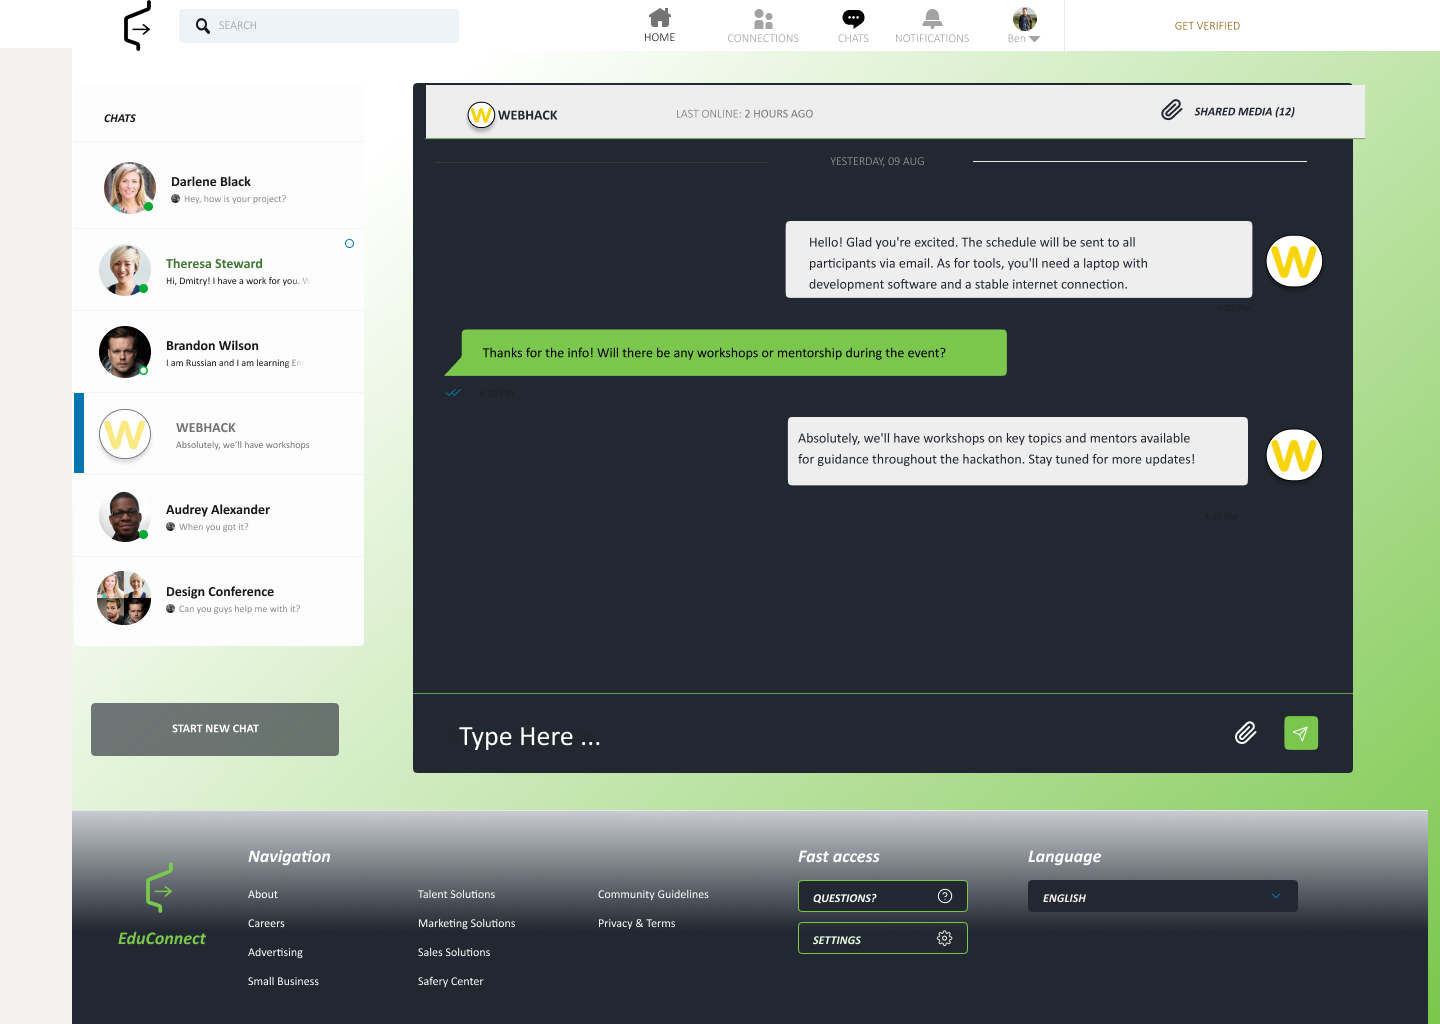 SEARCH
HOME
CONNECTIONS
CHATS
NOTIFICATIONS
Ben
GET VERIFIED
CHATS
Darlene Black
Hey, how is your project?
Theresa Steward
Hi, Dmitry! I have a work for you.
Brandon Wilson
I am Russian and I am learning
W
WEBHACK
Absolutely, we'll have workshops
Audrey Alexander
When you got it?
Design Conference
Can you guys help me with it?
START NEW CHAT
W WEBHACK
LAST ONLINE: 2 HOURS AGO
SHARED MEDIA (12)
YESTERDAY, 09 AUG
Hello! Glad you're excited. The schedule will be sent to all
participants via email. As for tools, you'll need a laptop with
development software and a stable internet connection.
W
Thanks for the info! Will there be any workshops or mentorship during the event?
Absolutely, we'll have workshops on key topics and mentors available
for guidance throughout the hackathon. Stay tuned for more updates!
W
Type Here ...
EduConnect
Navigation
About
Careers
Advertising
Small Business
Talent Solutions
Marketing Solutions
Sales Solutions
Safery Center
Community Guidelines
Privacy & Terms
Fast access
QUESTIONS?
SETTINGS
Language
ENGLISH